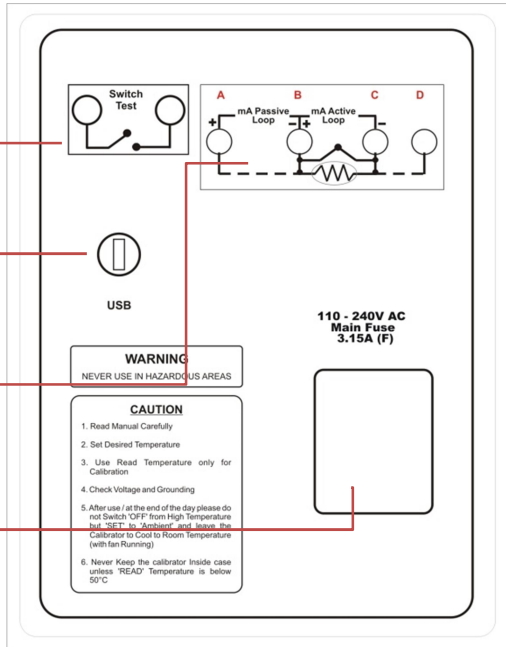 Switch
Test
A B C D
mA Passive mA Active
Loop Loop
+ - + -
USB
110 - 240V AC
Main Fuse
3.15A (F)
WARNING
NEVER USE IN HAZARDOUS AREAS
CAUTION
1. Read Manual Carefully
2. Set Desired Temperature
3. Use Read Temperature only for
Calibration
4. Check Voltage and Grounding
5. After use / at the end of the day please do
not Switch 'OFF' from High Temperature
but 'SET' to 'Ambient' and leave the
Calibrator to Cool to Room Temperature
(with fan Running)
6. Never Keep the calibrator Inside case
unless 'READ' Temperature is below
50°C